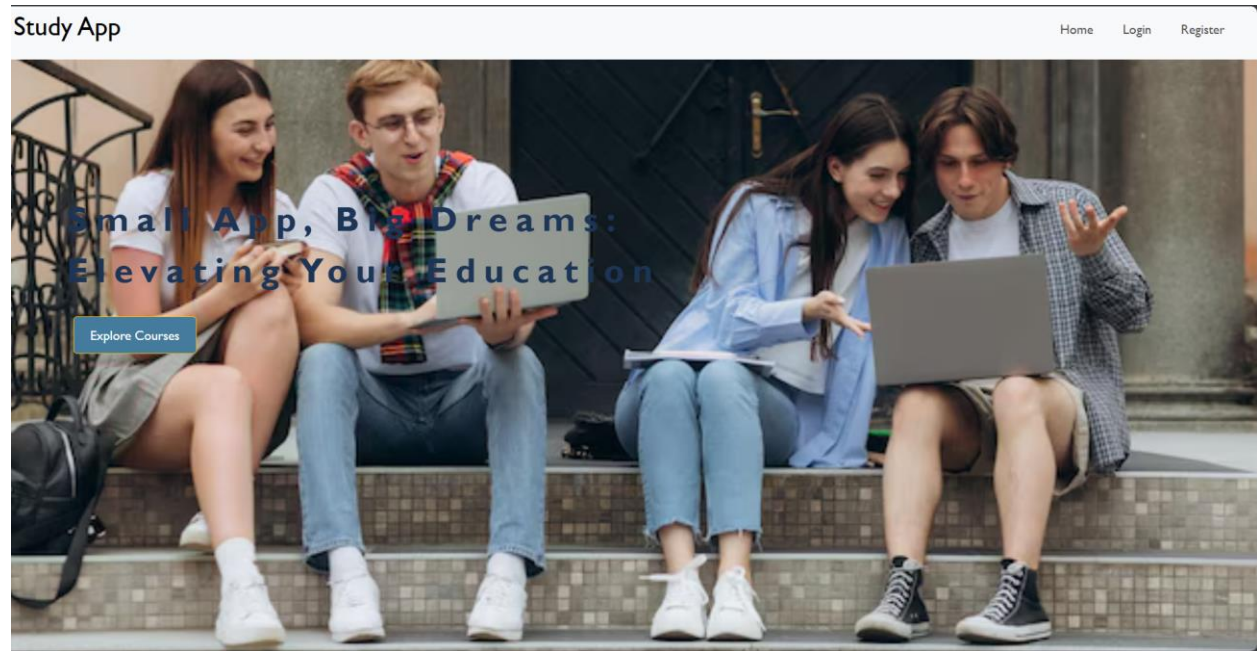 Study App
Home Login Register
Small App, Big Dreams:
Elevating Your Education
Explore Courses